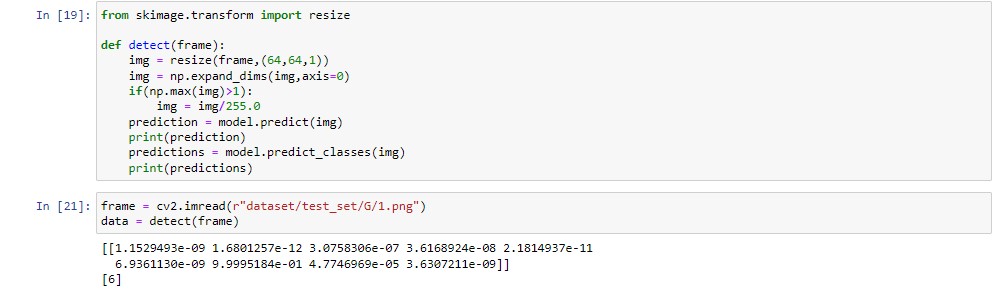 In [19]: from skimage.transform import resize
def detect(frame):
    img = resize(frame,(64,64,1))
    img = np.expand_dims(img,axis=0)
    if(np.max(img)>1):
        img = img/255.0
    prediction = model.predict(img)
    print(prediction)
    predictions = model.predict_classes(img)
    print(predictions)
In [21]: frame = cv2.imread(r"dataset/test_set/G/1.png")
data = detect(frame)
[[1.1529493e-09 1.6801257e-12 3.0758306e-07 3.6168924e-08 2.1814937e-11
  6.9361130e-09 9.9995184e-01 4.7746969e-05 3.6307211e-09]]
[6]